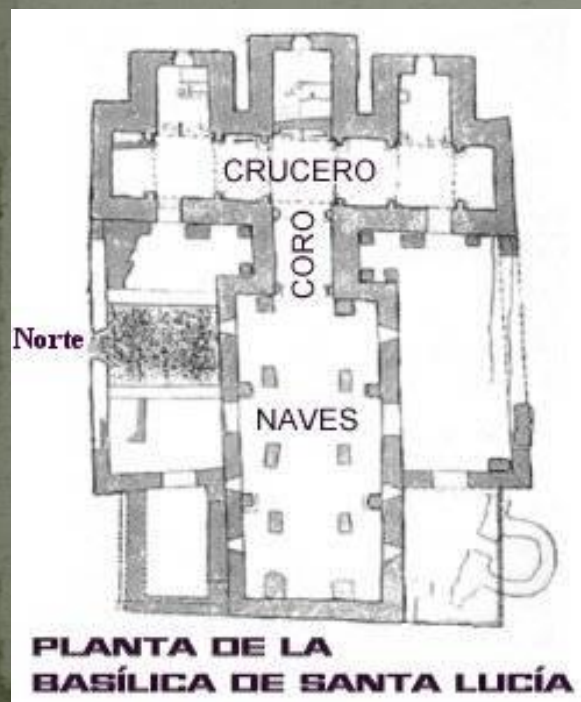 CRUCERO
CORO
Norte
NAVES
PLANTA DE LA
BASÍLICA DE SANTA LUCÍA